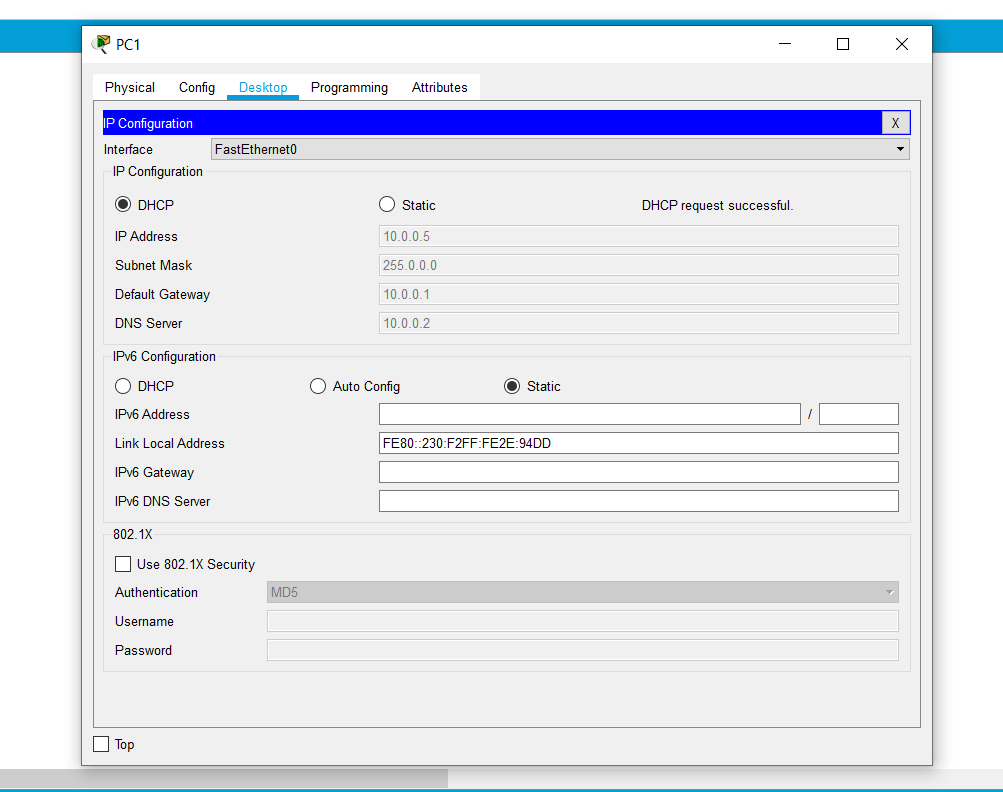 PC1
Physical Config Desktop Programming Attributes
IP Configuration X
Interface FastEthernet0
IP Configuration
DHCP Static DHCP request successful.
IP Address 10.0.0.5
Subnet Mask 255.0.0.0
Default Gateway 10.0.0.1
DNS Server 10.0.0.2
IPv6 Configuration
DHCP Auto Config Static
IPv6 Address /
Link Local Address FE80::230:F2FF:FE2E:94DD
IPv6 Gateway
IPv6 DNS Server
802.1X
Use 802.1X Security
Authentication MD5
Username
Password
Top